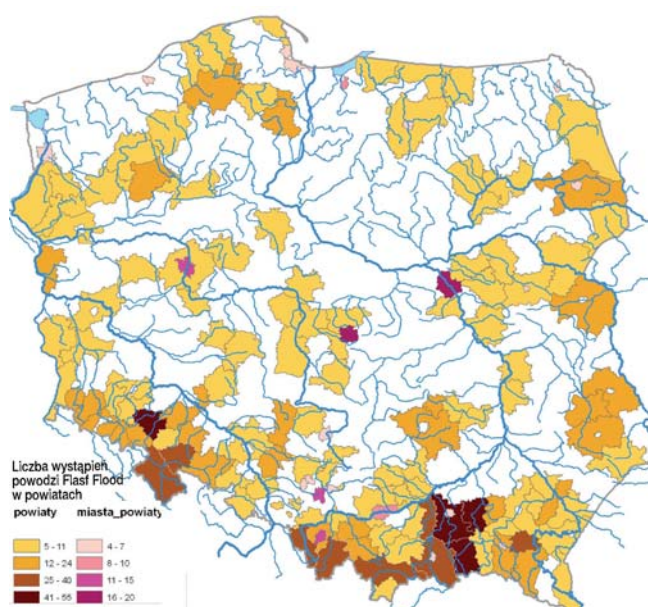 Liczba wystąpień
powodzi Flasf Flood
w powiatach
powiaty miasta_powiaty
5 - 11 4 - 7
12 - 24 8 - 10
25 - 40 11 - 15
41 - 55 16 - 20